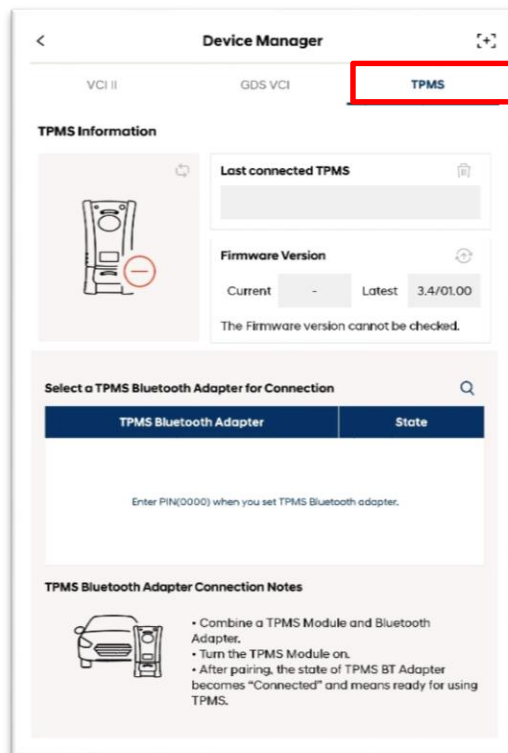 Device Manager
VCI II
GDS VCI
TPMS
TPMS Information
Last connected TPMS
Firmware Version
Current
-
Latest
3.4/01.00
The Firmware version cannot be checked.
Select a TPMS Bluetooth Adapter for Connection
TPMS Bluetooth Adapter
State
Enter PIN(0000) when you set TPMS Bluetooth adapter.
TPMS Bluetooth Adapter Connection Notes
• Combine a TPMS Module and Bluetooth
Adapter.
• Turn the TPMS Module on.
• After pairing, the state of TPMS BT Adapter
becomes “Connected” and means ready for using
TPMS.